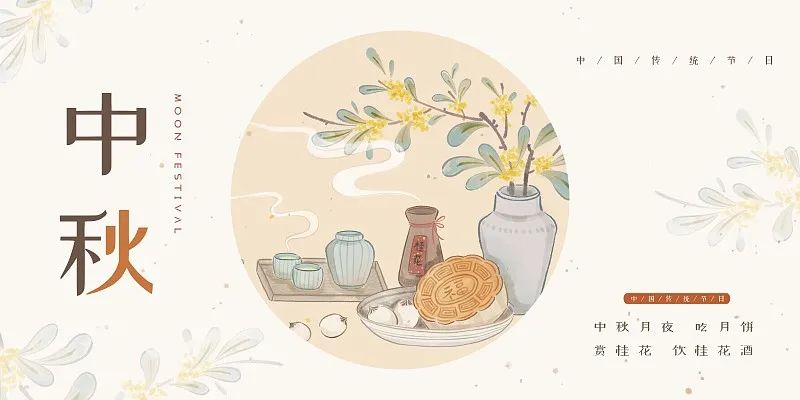 中秋
MOON FESTIVAL
中/国/传/统/节/日
桂花
福
中/国/传/统/节/日
中秋月夜 吃月饼
赏桂花 饮桂花酒